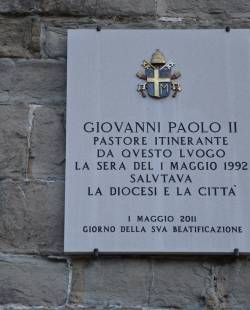 GIOVANNI PAOLO II
PASTORE ITINERANTE
DA QVESTO LVOGO
LA SERA DEL 1 MAGGIO 1992
SALVTAVA
LA DIOCESI E LA CITTÀ
1 MAGGIO 2011
GIORNO DELLA SVA BEATIFICAZIONE